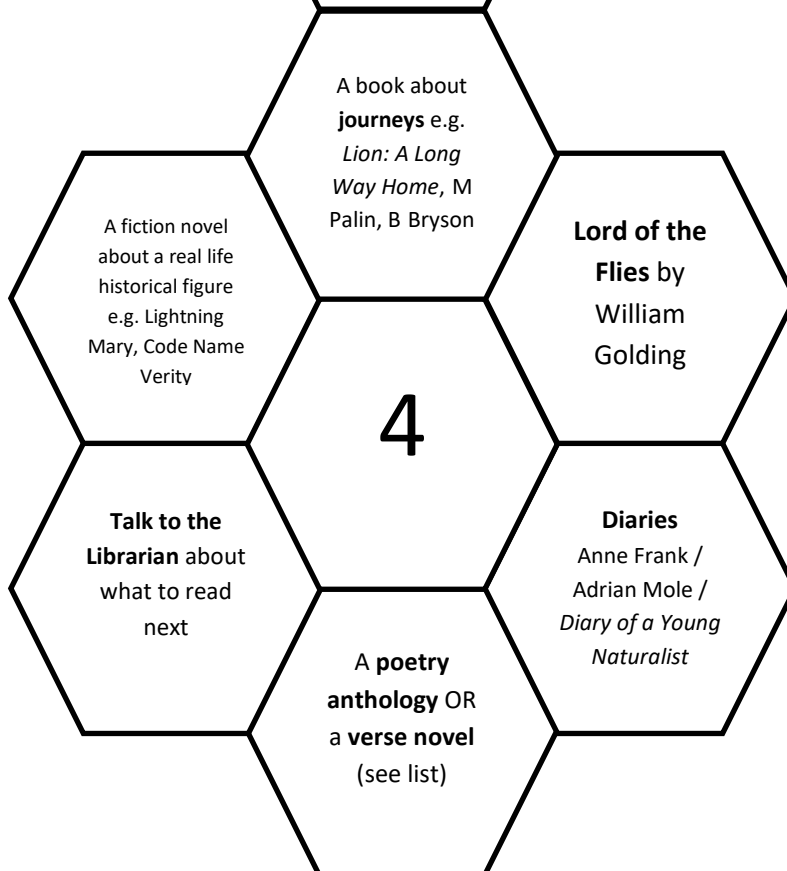 A book about
journeys e.g.
Lion: A Long
Way Home, M
Palin, B Bryson
A fiction novel
about a real life
historical figure
e.g. Lightning
Mary, Code Name
Verity
Lord of the
Flies by
William
Golding
4
Talk to the
Librarian about
what to read
next
Diaries
Anne Frank /
Adrian Mole /
Diary of a Young
Naturalist
A poetry
anthology OR
a verse novel
(see list)